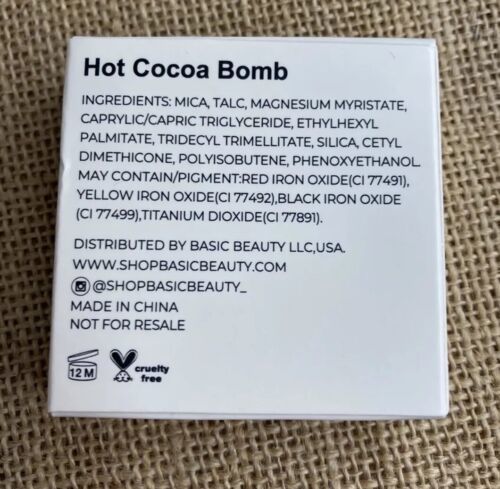 Hot Cocoa Bomb
INGREDIENTS: MICA, TALC, MAGNESIUM MYRISTATE,
CAPRYLIC/CAPRIC TRIGLYCERIDE, ETHYLHEXYL
PALMITATE, TRIDECYL TRIMELLITATE, SILICA, CETYL
DIMETHICONE, POLYISOBUTENE, PHENOXYETHANOL.
MAY CONTAIN/PIGMENT:RED IRON OXIDE(CI 77491),
YELLOW IRON OXIDE(CI 77492),BLACK IRON OXIDE
(CI 77499),TITANIUM DIOXIDE(CI 77891).
DISTRIBUTED BY BASIC BEAUTY LLC,USA.
WWW.SHOPBASICBEAUTY.COM
@SHOPBASICBEAUTY_
MADE IN CHINA
NOT FOR RESALE
12 M
cruelty
free